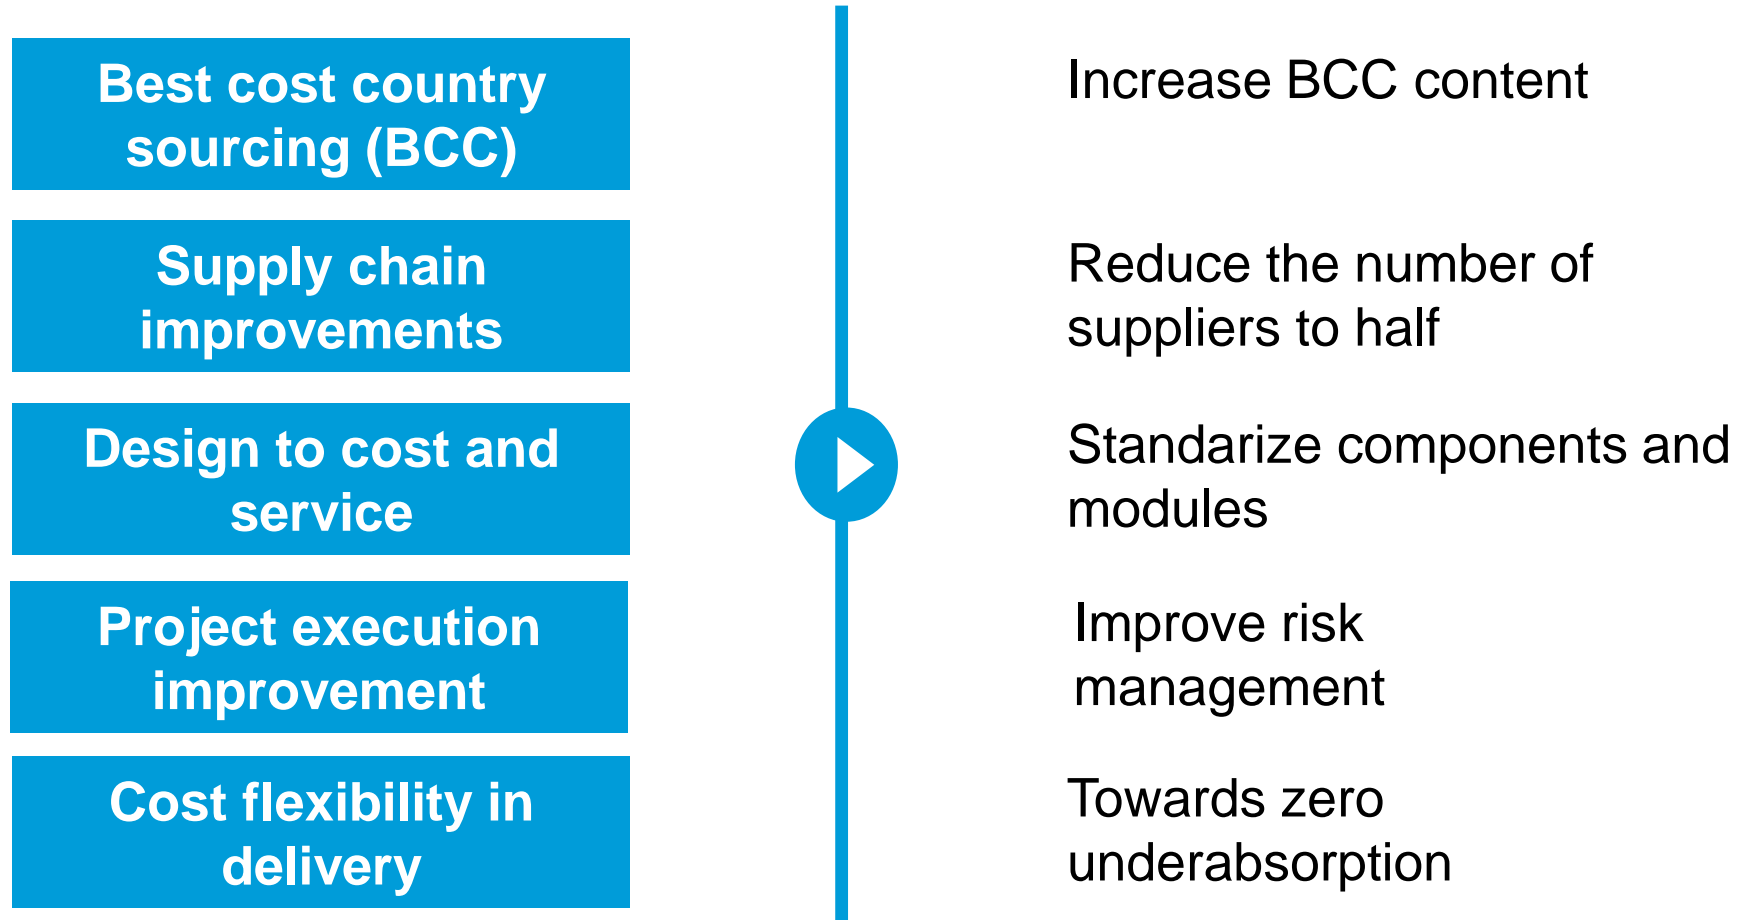 Best cost country
sourcing (BCC)
Increase BCC content
Supply chain
improvements
Reduce the number of
suppliers to half
Design to cost and
service
Standarize components and
modules
Project execution
improvement
Improve risk
management
Cost flexibility in
delivery
Towards zero
underabsorption